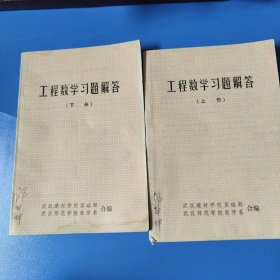 工程数学习题解答
(下册)
武汉建材学院基础部
武汉师范学院数学系
合编
工程数学习题解答
(上册)
武汉建材学院基础部
武汉师范学院数学系
合编